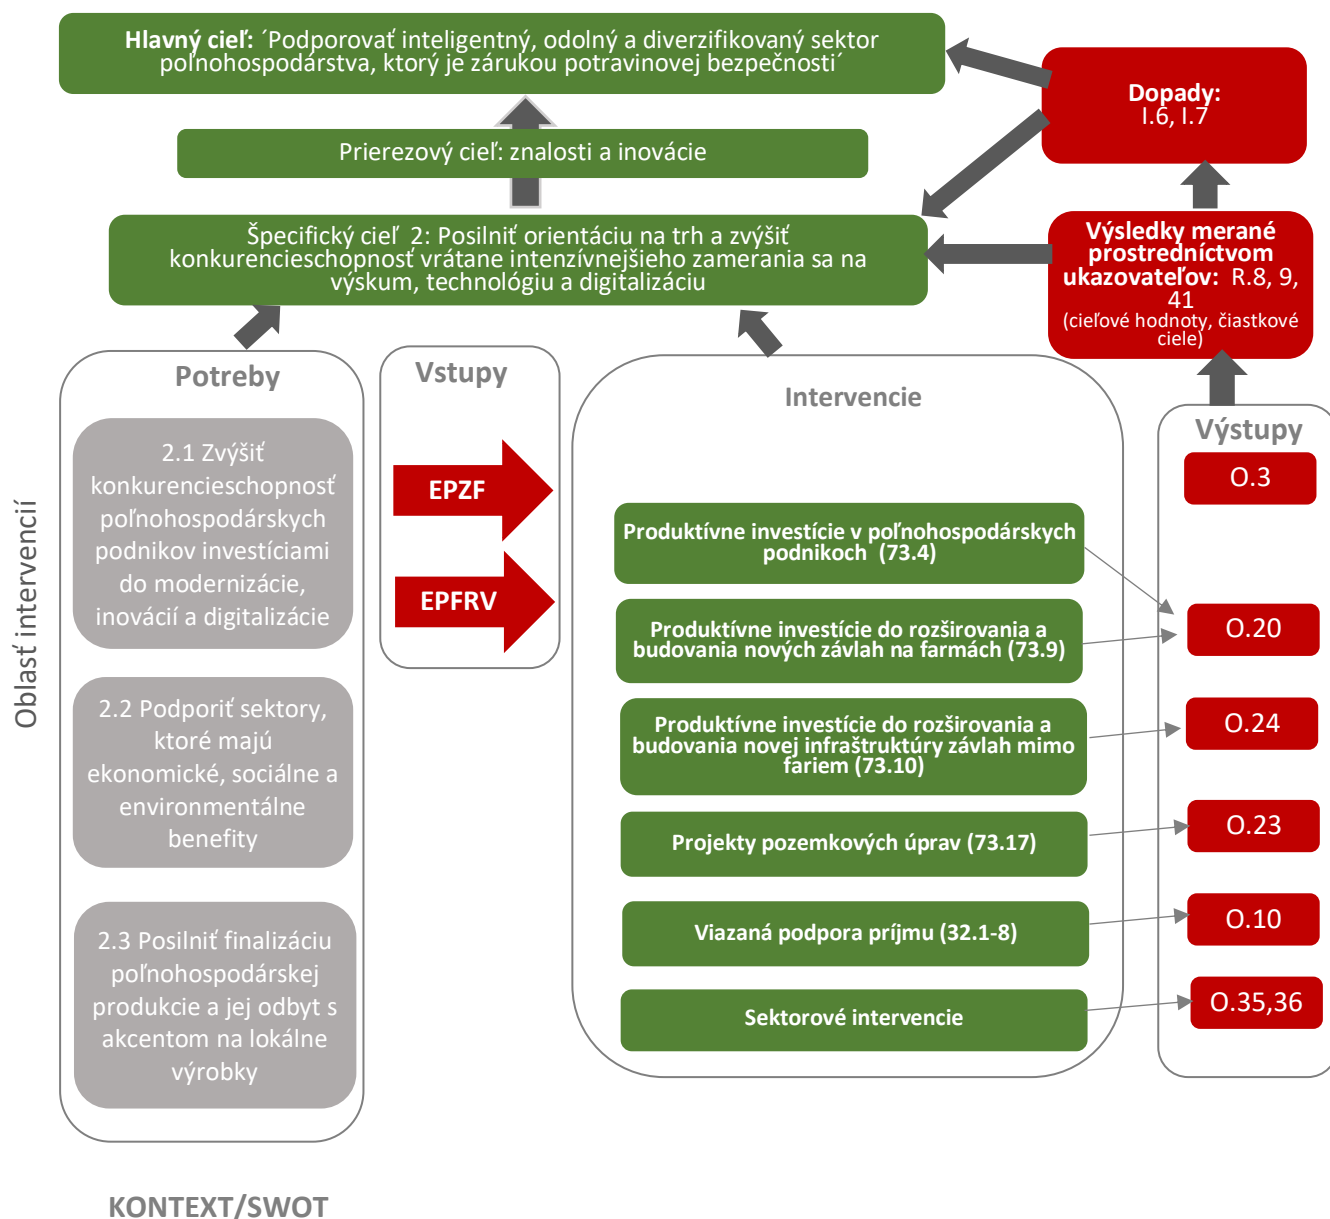 Hlavný cieľ: ´Podporovať inteligentný, odolný a diverzifikovaný sektor
poľnohospodárstva, ktorý je zárukou potravinovej bezpečnosti´
Dopady:
I.6, I.7
Prierezový cieľ: znalosti a inovácie
Špecifický cieľ 2: Posilniť orientáciu na trh a zvýšiť
konkurencieschopnosť vrátane intenzívnejšieho zamerania sa na
výskum, technológiu a digitalizáciu
Výsledky merané
prostredníctvom
ukazovateľov: R.8, 9,
41
(cieľové hodnoty, čiastkové
ciele)
Oblasť intervencií
Potreby
2.1 Zvýšiť
konkurencieschopnosť
poľnohospodárskych
podnikov investíciami
do modernizácie,
inovácií a digitalizácie
2.2 Podporiť sektory,
ktoré majú
ekonomické, sociálne a
environmentálne
benefity
2.3 Posilniť finalizáciu
poľnohospodárskej
produkcie a jej odbyt s
akcentom na lokálne
výrobky
Vstupy
EPZF
EPFRV
Intervencie
Produktívne investície v poľnohospodárskych
podnikoch (73.4)
Produktívne investície do rozširovania a
budovania nových závlah na farmách (73.9)
Produktívne investície do rozširovania a
budovania novej infraštruktúry závlah mimo
fariem (73.10)
Projekty pozemkových úprav (73.17)
Viazaná podpora príjmu (32.1-8)
Sektorové intervencie
Výstupy
O.3
O.20
O.24
O.23
O.10
O.35,36
KONTEXT/SWOT